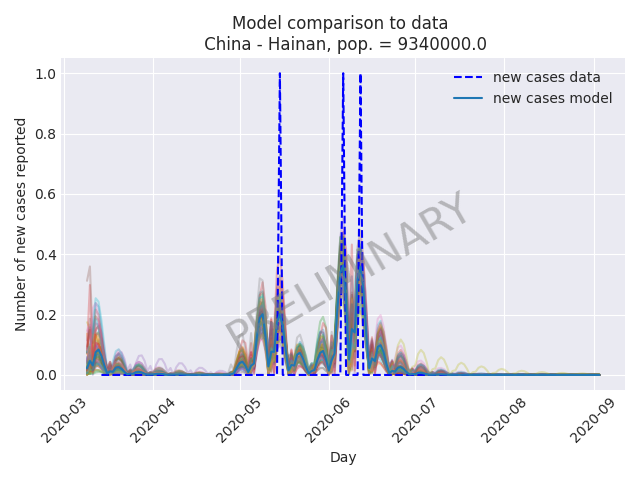 Model comparison to data
China - Hainan, pop. = 9340000.0
new cases data
new cases model
1.0
0.8
0.6
0.4
0.2
0.0
Number of new cases reported
PRELIMINARY
2020-03
2020-04
2020-05
2020-06
2020-07
2020-08
2020-09
Day